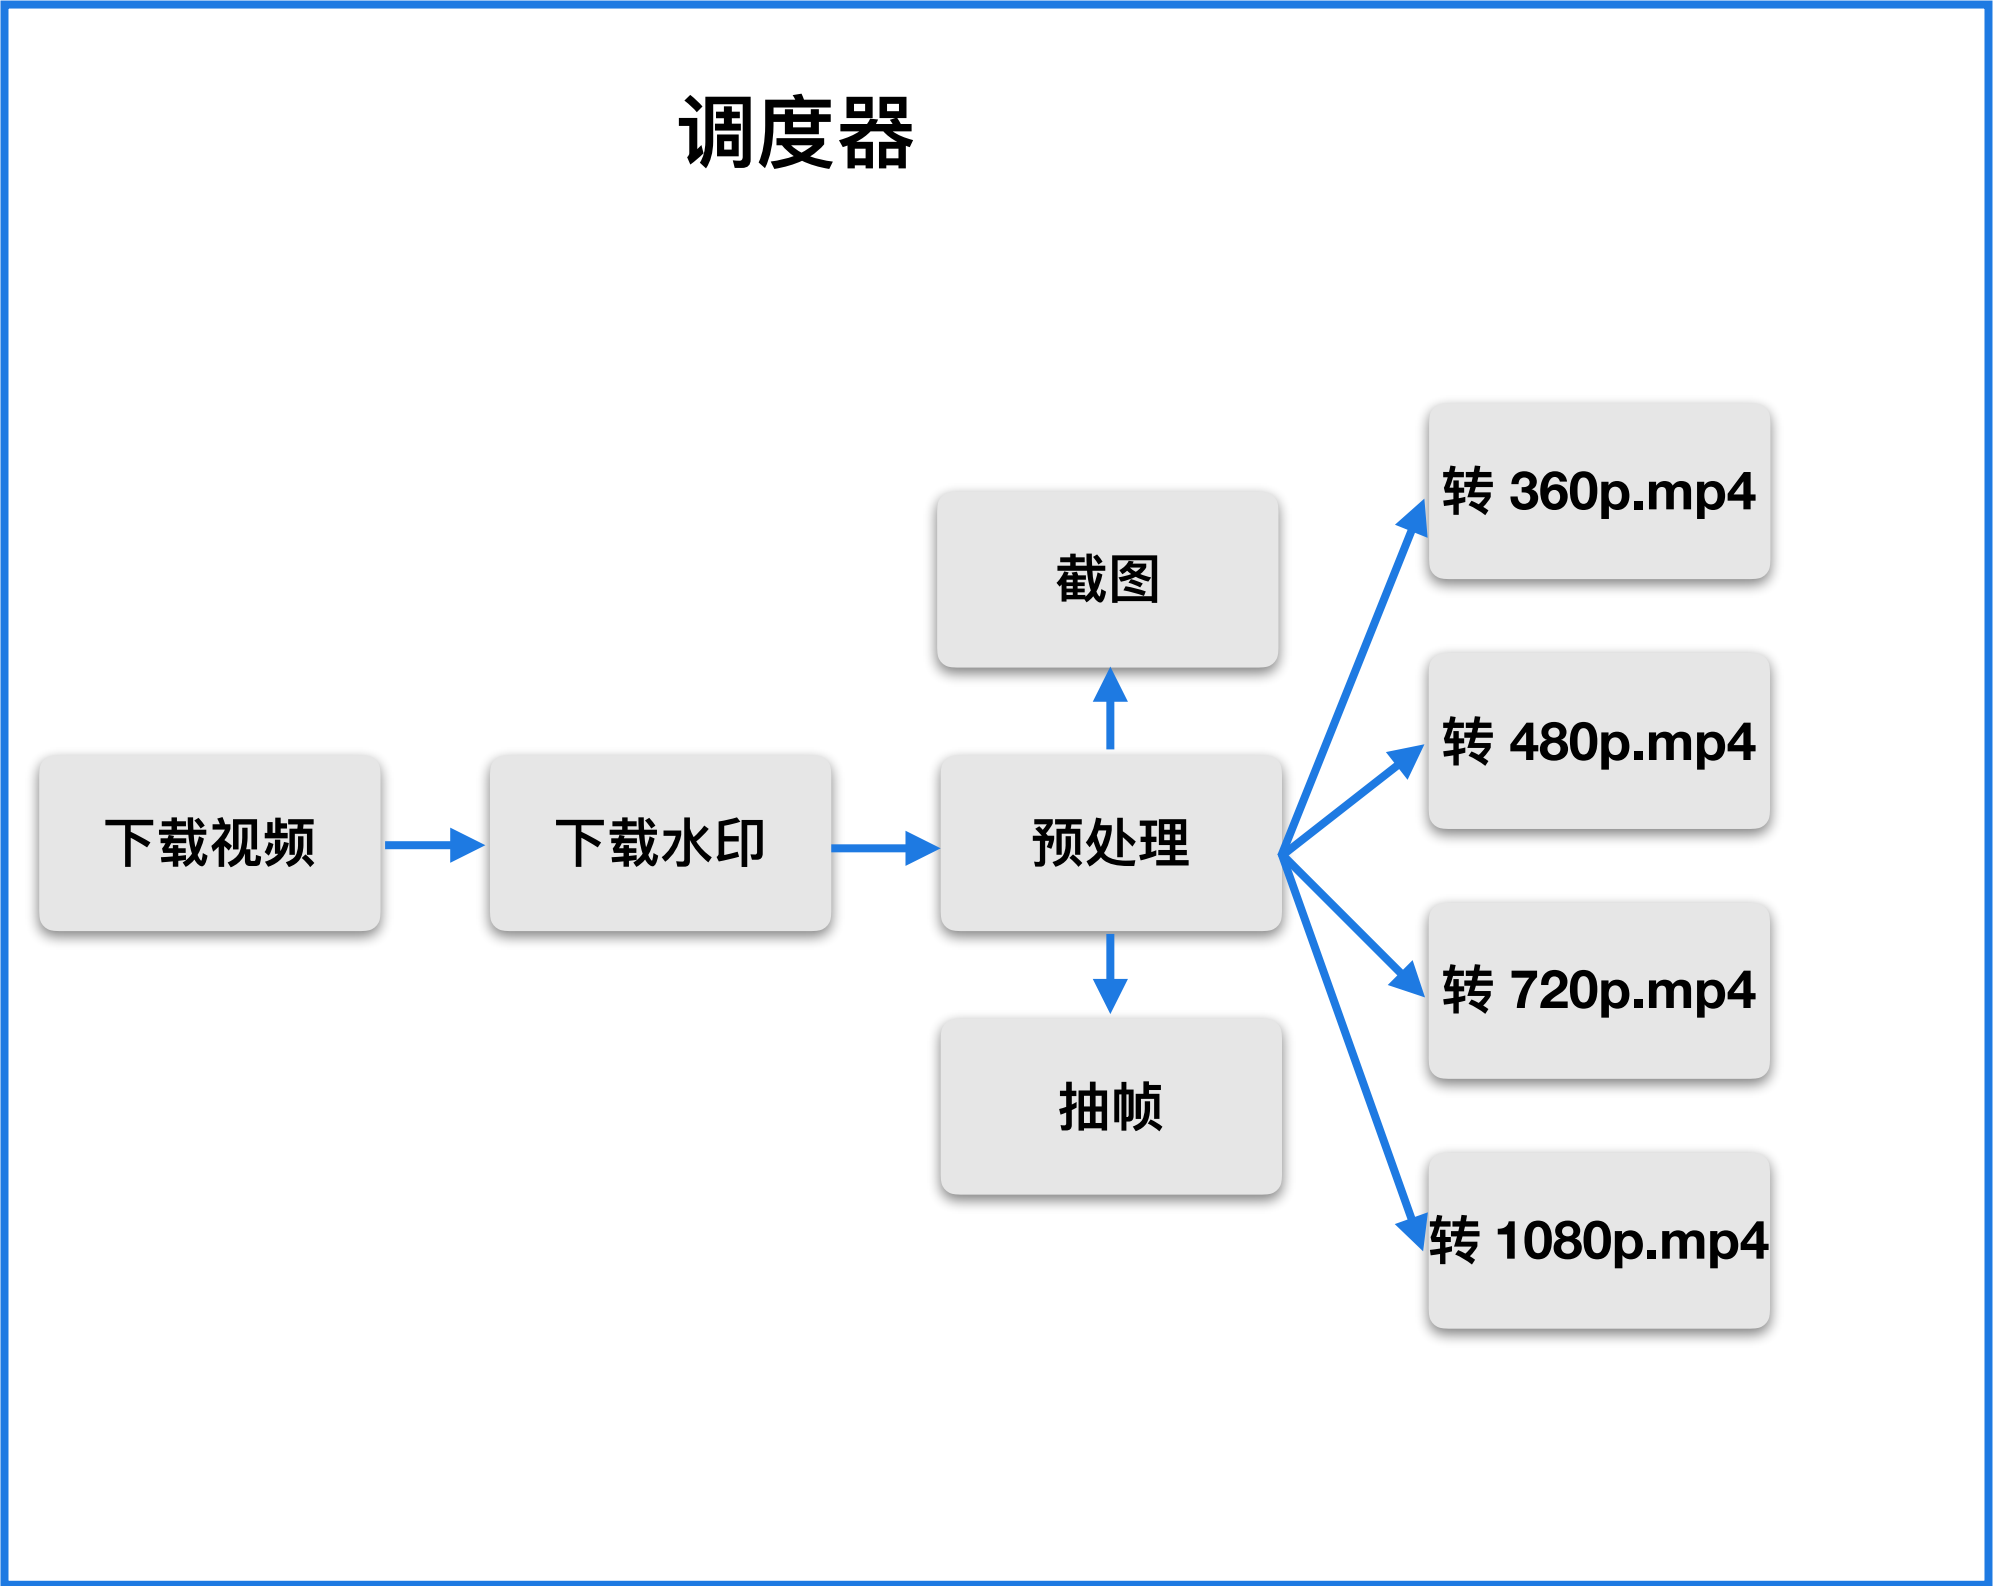 调度器
下载视频
下载水印
预处理
截图
抽帧
转 360p.mp4
转 480p.mp4
转 720p.mp4
转 1080p.mp4